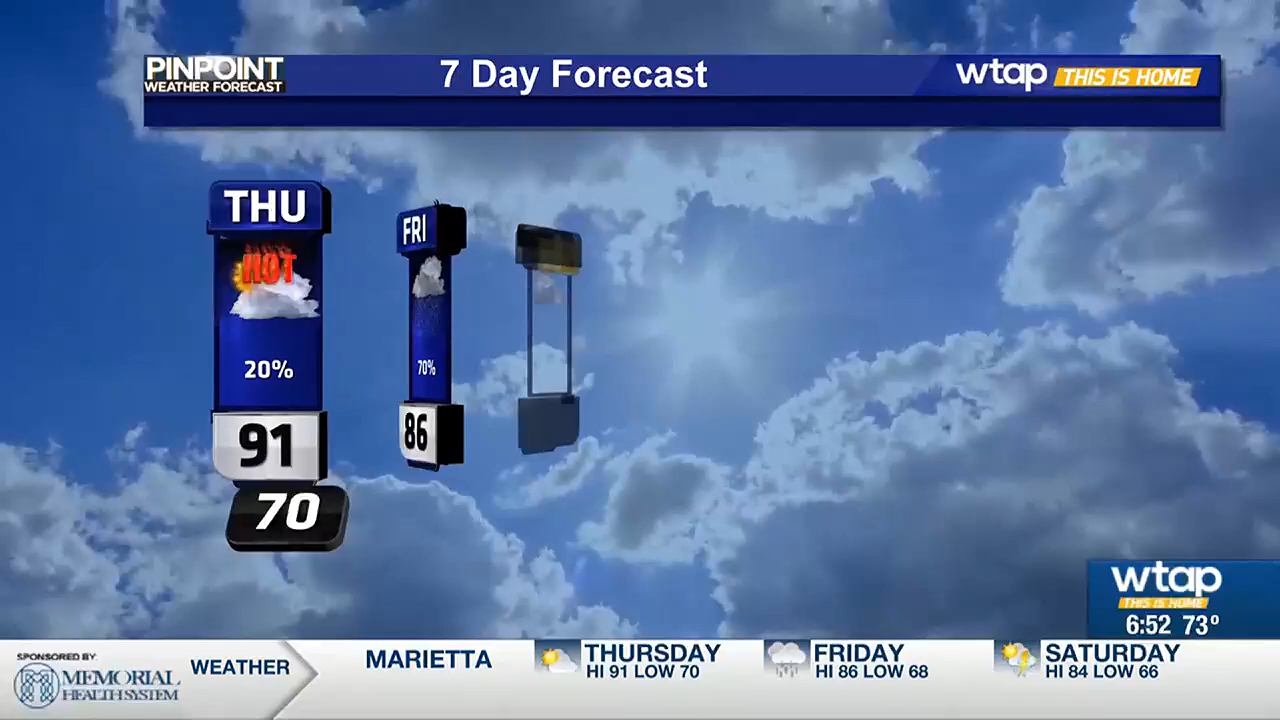 PINPOINT
WEATHER FORECAST
7 Day Forecast
wtap THIS IS HOME
THU
HOT
20%
91
70
FRI
70%
86
wtap
THIS IS HOME
6:52 73°
SPONSORED BY:
MEMORIAL
HEALTH SYSTEM
WEATHER
MARIETTA
THURSDAY
HI 91 LOW 70
FRIDAY
HI 86 LOW 68
SATURDAY
HI 84 LOW 66